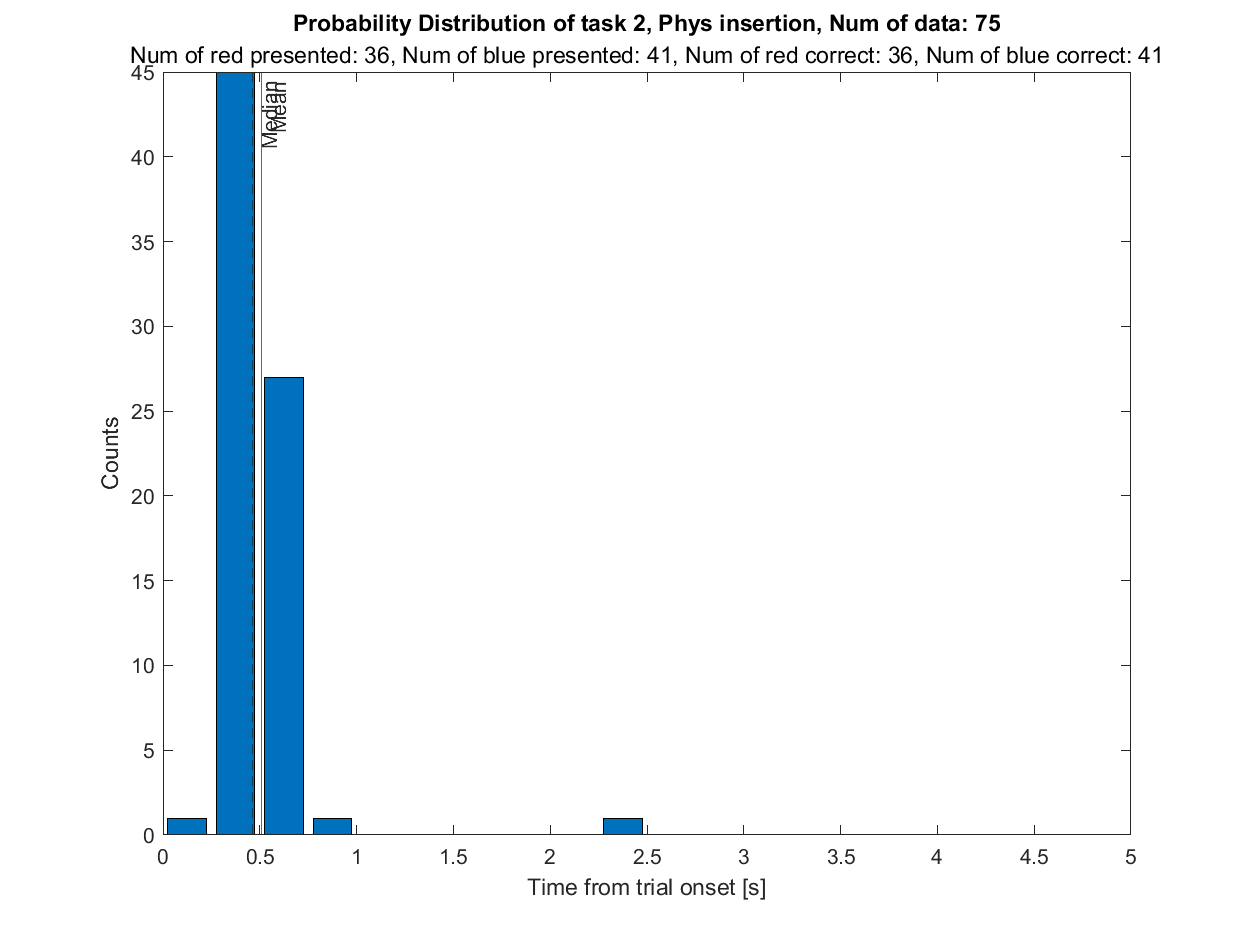 Probability Distribution of task 2, Phys insertion, Num of data: 75
Num of red presented: 36, Num of blue presented: 41, Num of red correct: 36, Num of blue correct: 41
45
40
35
30
25
20
15
10
5
0
Counts
Median
Mean
0 0.5 1 1.5 2 2.5 3 3.5 4 4.5 5
Time from trial onset [s]